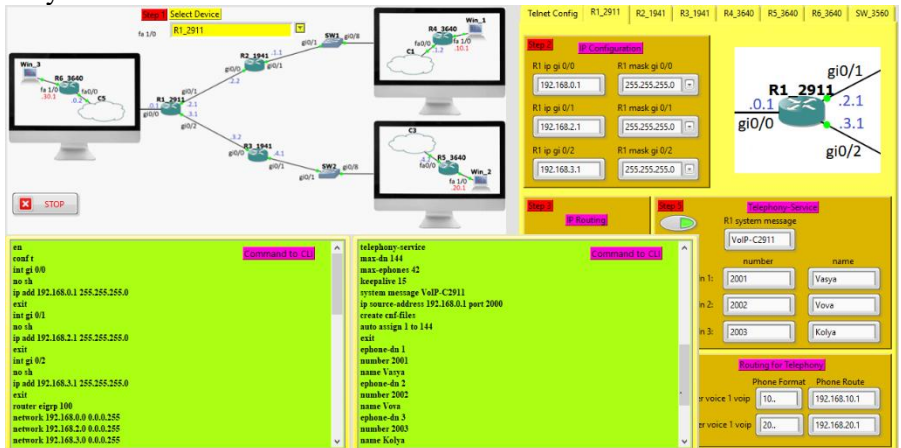 Step 1 Select Device
fa 1/0 R1_2911
Win_3
R6_3640
fa 1/0 fa0/0
.30.1 .0.2
C5
R1_2911
.0.1 .2.1
gi0/0 .3.1
gi0/1
gi0/2
2.2
R2_1941 .1.1
gi0/0 gi0/1
SW1 gi0/8
gi0/1
Win_1
R4_3640
fa0/0 fa 1/0
.1.2 .10.1
C1
.3.2
R3_1941
gi0/0 .4.1
gi0/1
SW2 gi0/8
gi0/1
C3
R5_3640
fa0/0
fa 1/0 Win_2
.20.1
STOP
Telnet Config R1_2911 R2_1941 R3_1941 R4_3640 R5_3640 R6_3640 SW_3560
Step 2 IP Configuration
R1 ip gi 0/0 R1 mask gi 0/0
192.168.0.1 255.255.255.0
R1 ip gi 0/1 R1 mask gi 0/1
192.168.2.1 255.255.255.0
R1 ip gi 0/2 R1 mask gi 0/2
192.168.3.1 255.255.255.0
gi0/1
R1_2911
.0.1 .2.1
gi0/0 .3.1
gi0/2
IP Routing
Step 5 Telephony-Service
R1 system message
VoIP-C2911
number name
n 1: 2001 Vasya
n 2: 2002 Vova
n 3: 2003 Kolya
Routing for Telephony
Phone Format Phone Route
er voice 1 voip 10.. 192.168.10.1
er voice 1 voip 20.. 192.168.20.1
Command to CL
en
conf t
int gi 0/0
no sh
ip add 192.168.0.1 255.255.255.0
exit
int gi 0/1
no sh
ip add 192.168.2.1 255.255.255.0
exit
int gi 0/2
no sh
ip add 192.168.3.1 255.255.255.0
exit
router eigrp 100
network 192.168.0.0 0.0.0.255
network 192.168.2.0 0.0.0.255
network 192.168.3.0 0.0.0.255
Command to CL
telephony-service
max-dn 144
max-ephones 42
keepalive 15
system message VoIP-C2911
ip source-address 192.168.0.1 port 2000
create cnf-files
auto assign 1 to 144
exit
ephone-dn 1
number 2001
name Vasya
ephone-dn 2
number 2002
name Vova
ephone-dn 3
number 2003
name Kolya